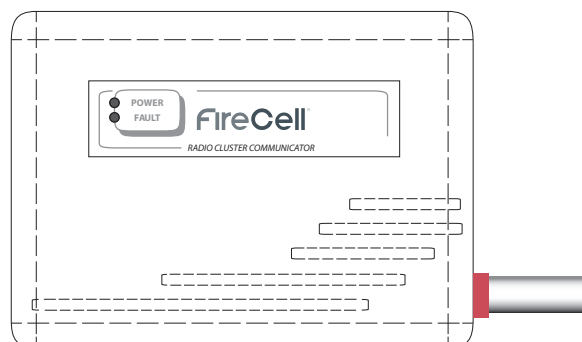 POWER
FAULT
FireCell
RADIO CLUSTER COMMUNICATOR